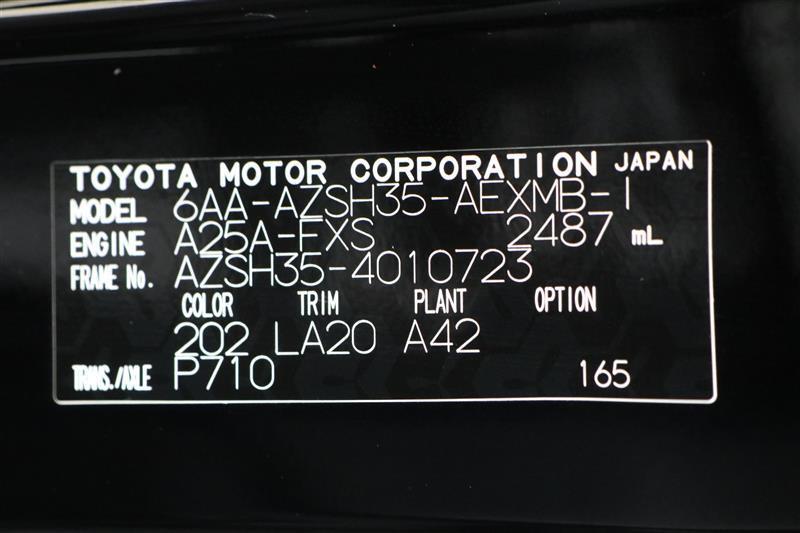 TOYOTA MOTOR CORPORATION JAPAN
MODEL 6AA-AZSH35-AEXMB-I
ENGINE A25A-FXS 2487 mL
FRAME No. AZSH35-4010723
COLOR TRIM PLANT OPTION
202 LA20 A42
TRANS./AXLE P710 165